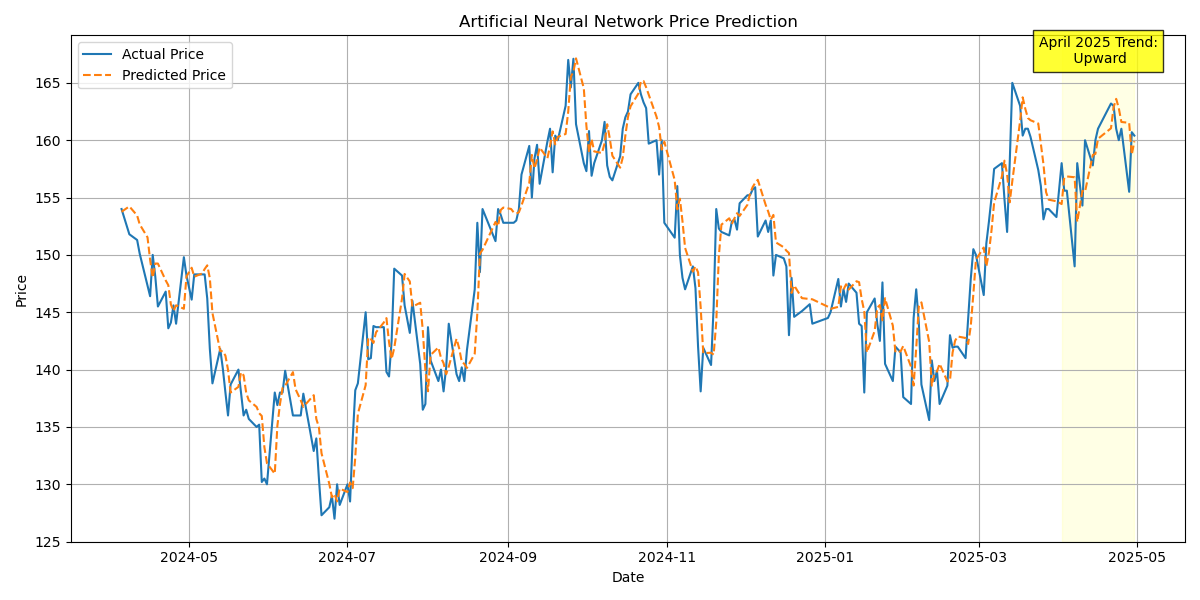 Artificial Neural Network Price Prediction
Actual Price
Predicted Price
April 2025 Trend:
Upward
Price
165
160
155
150
145
140
135
130
125
2024-05
2024-07
2024-09
2024-11
2025-01
2025-03
2025-05
Date